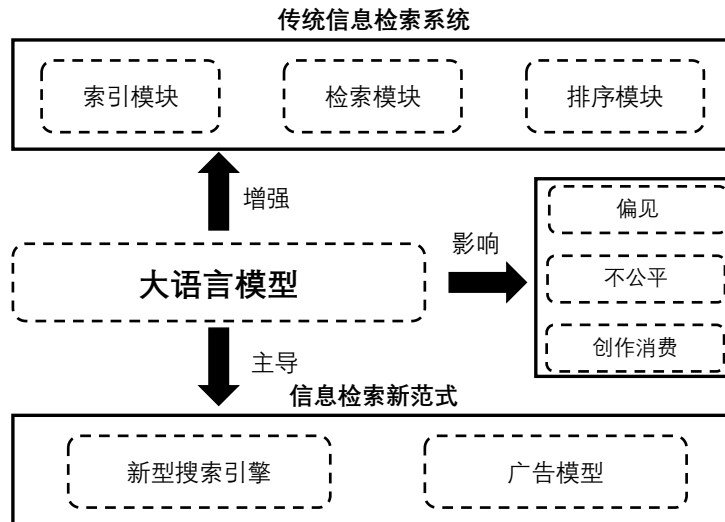 传统信息检索系统
索引模块
检索模块
排序模块
增强
大语言模型
影响
偏见
不公平
创作消费
主导
信息检索新范式
新型搜索引擎
广告模型